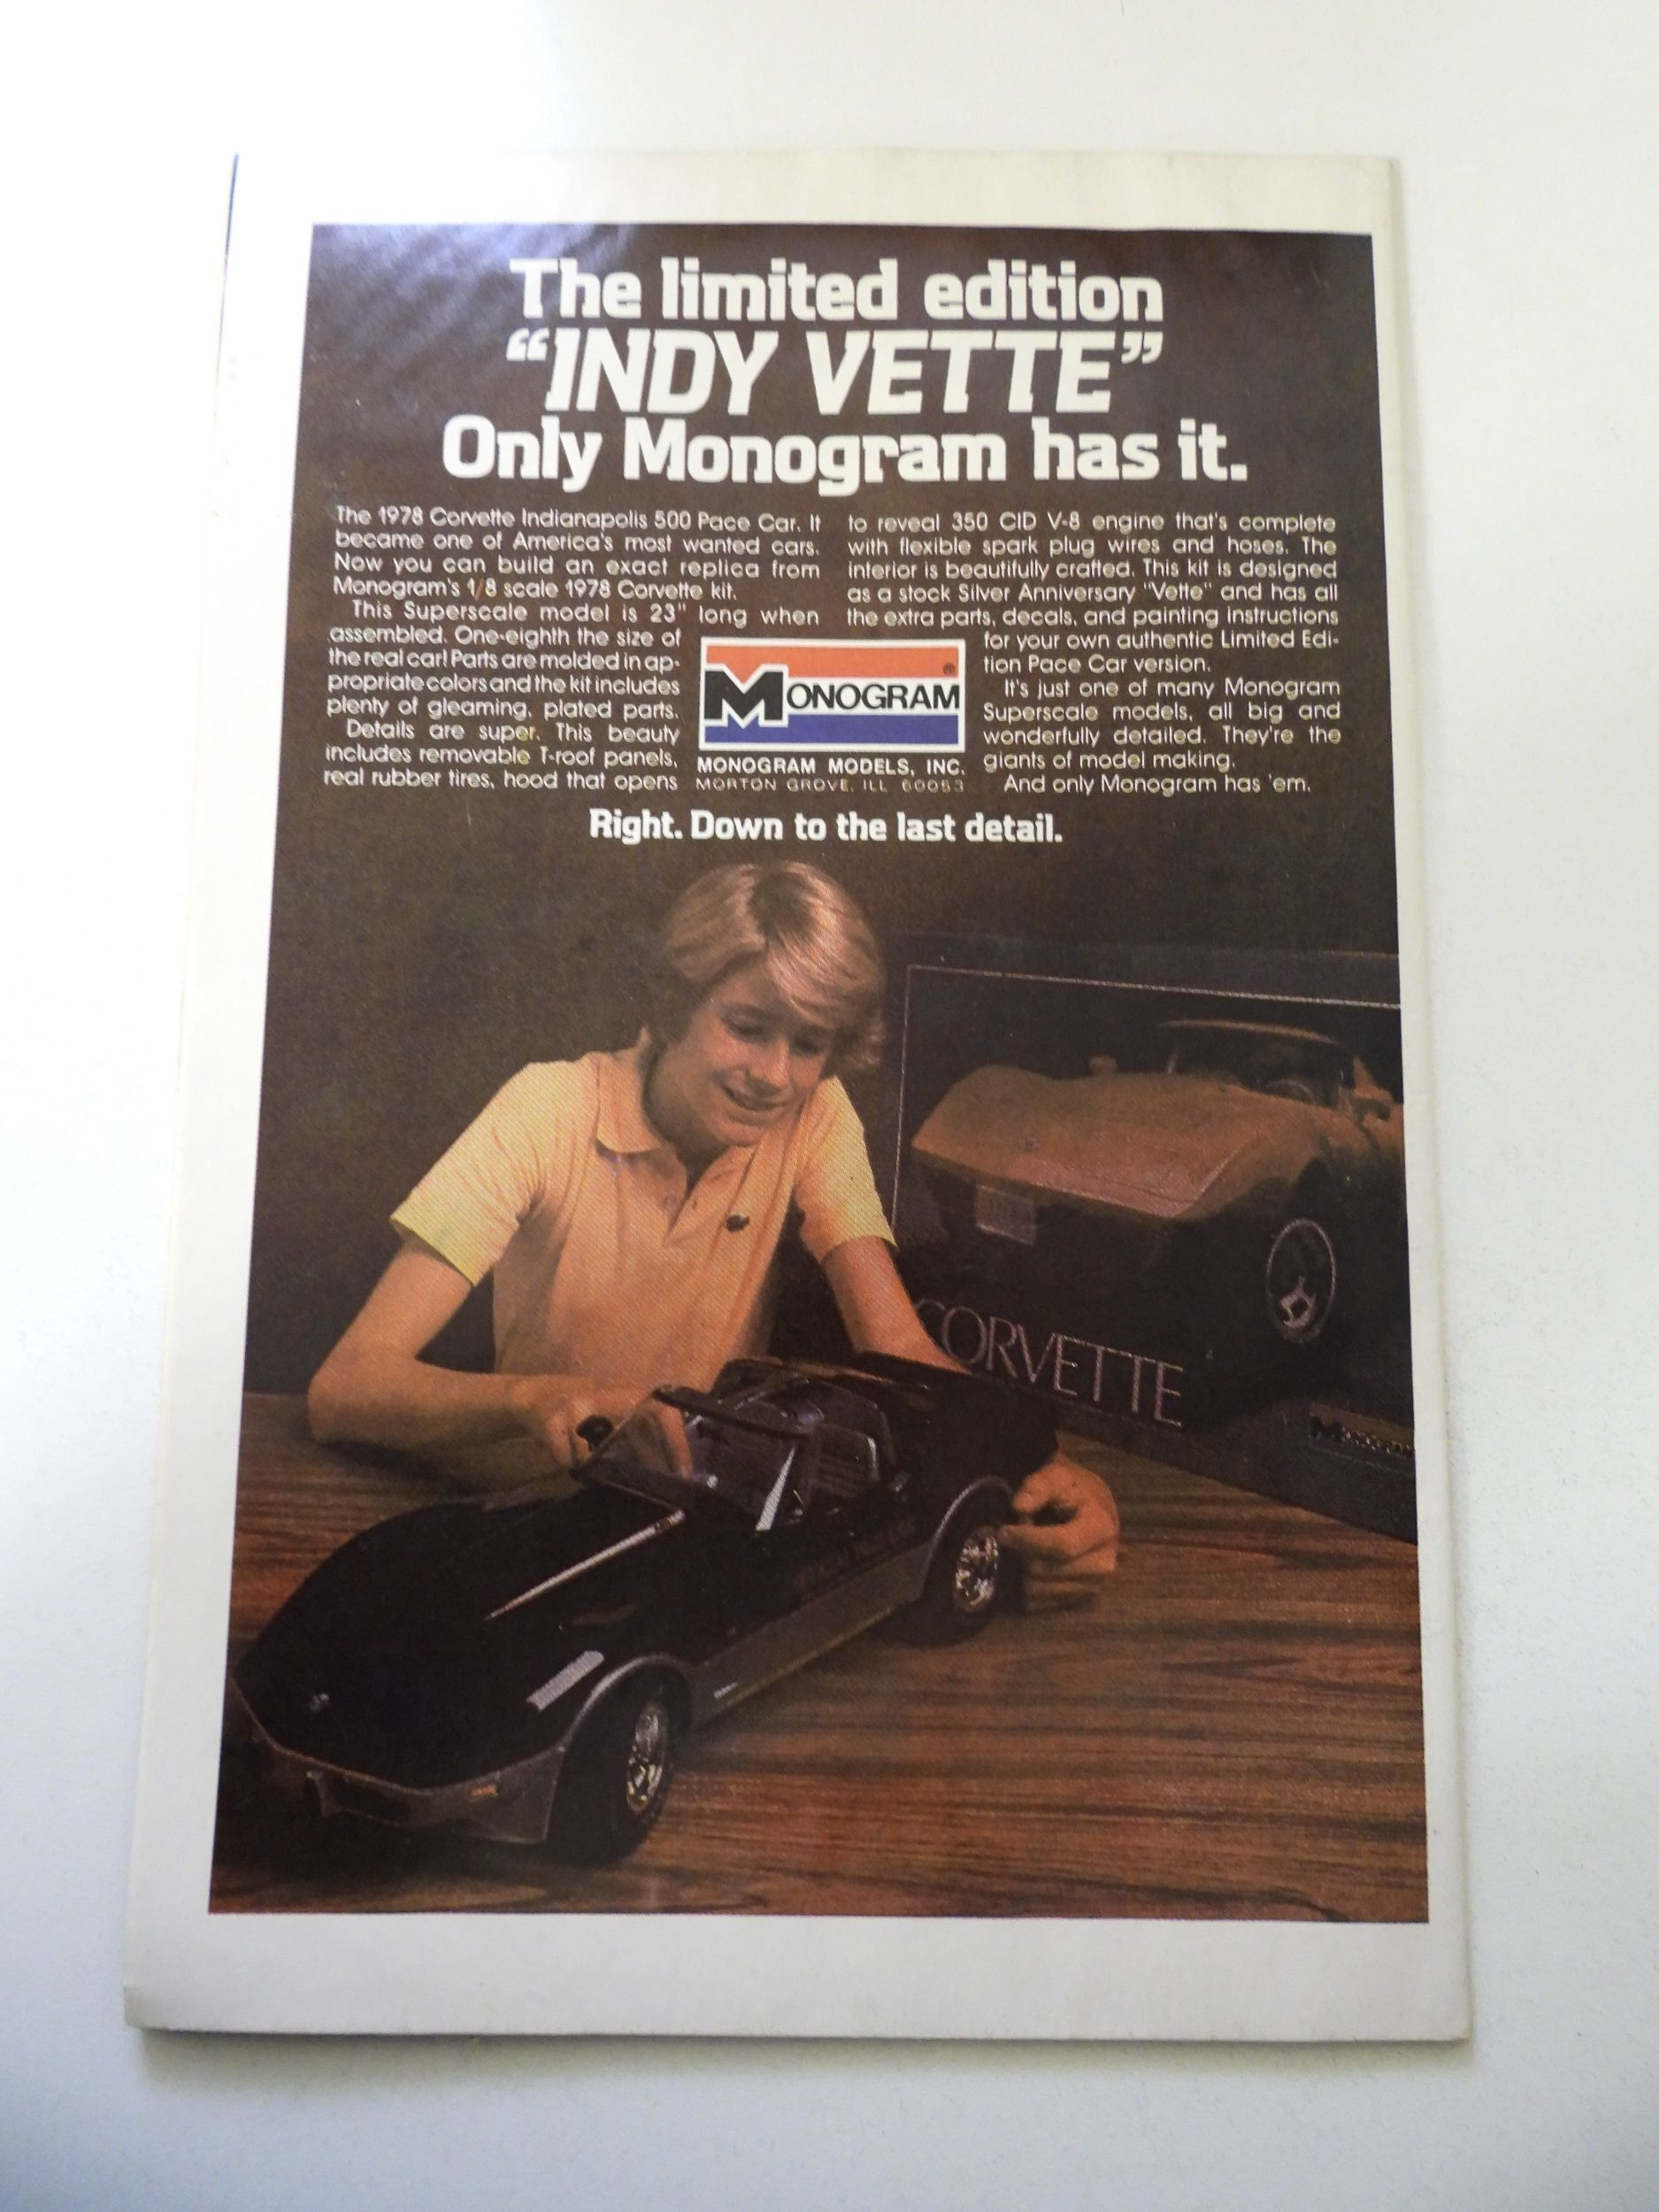 The limited edition
“INDY VETTE”
Only Monogram has it.
The 1978 Corvette Indianapolis 500 Pace Car. It
became one of America's most wanted cars.
Now you can build an exact replica from
Monogram's 1/8 scale 1978 Corvette kit.
This Superscale model is 23" long when
assembled. One-eighth the size of
the real car! Parts are molded in ap-
propriate colors and the kit includes
plenty of gleaming, plated parts.
Details are super. This beauty
includes removable T-roof panels,
real rubber tires, hood that opens
to reveal 350 CID V-8 engine that's complete
with flexible spark plug wires and hoses. The
interior is beautifully crafted. This kit is designed
as a stock Silver Anniversary "Vette" and has all
the extra parts, decals, and painting instructions
for your own authentic Limited Edi-
tion Pace Car version.
It's just one of many Monogram
Superscale models, all big and
wonderfully detailed. They're the
giants of model making.
And only Monogram has 'em.
MONOGRAM ®
MONOGRAM MODELS, INC.
MORTON GROVE, ILL 60053
Right. Down to the last detail.
CORVETTE
MONOGRAM